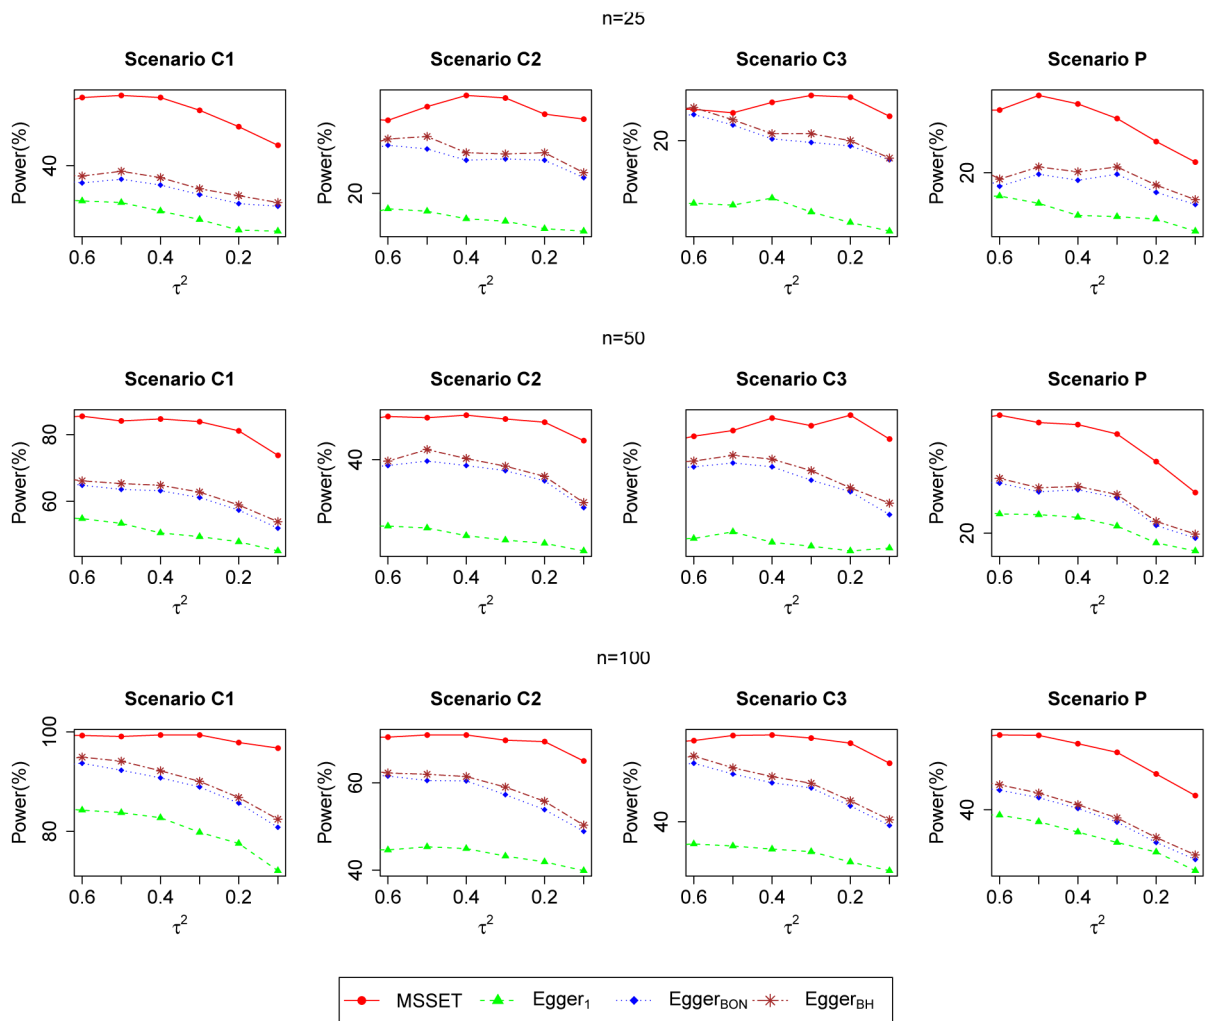 n=25
Scenario C1
Scenario C2
Scenario C3
Scenario P
Power(%)
40
0.6 0.4 0.2
τ²
Power(%)
20
0.6 0.4 0.2
τ²
Power(%)
20
0.6 0.4 0.2
τ²
Power(%)
20
0.6 0.4 0.2
τ²
n=50
Scenario C1
Scenario C2
Scenario C3
Scenario P
Power(%)
60 80
0.6 0.4 0.2
τ²
Power(%)
40
0.6 0.4 0.2
τ²
Power(%)
0.6 0.4 0.2
τ²
Power(%)
20
0.6 0.4 0.2
τ²
n=100
Scenario C1
Scenario C2
Scenario C3
Scenario P
Power(%)
80 100
0.6 0.4 0.2
τ²
Power(%)
40 60
0.6 0.4 0.2
τ²
Power(%)
40
0.6 0.4 0.2
τ²
Power(%)
40
0.6 0.4 0.2
τ²
MSSET Egger₁ Egger_BON Egger_BH